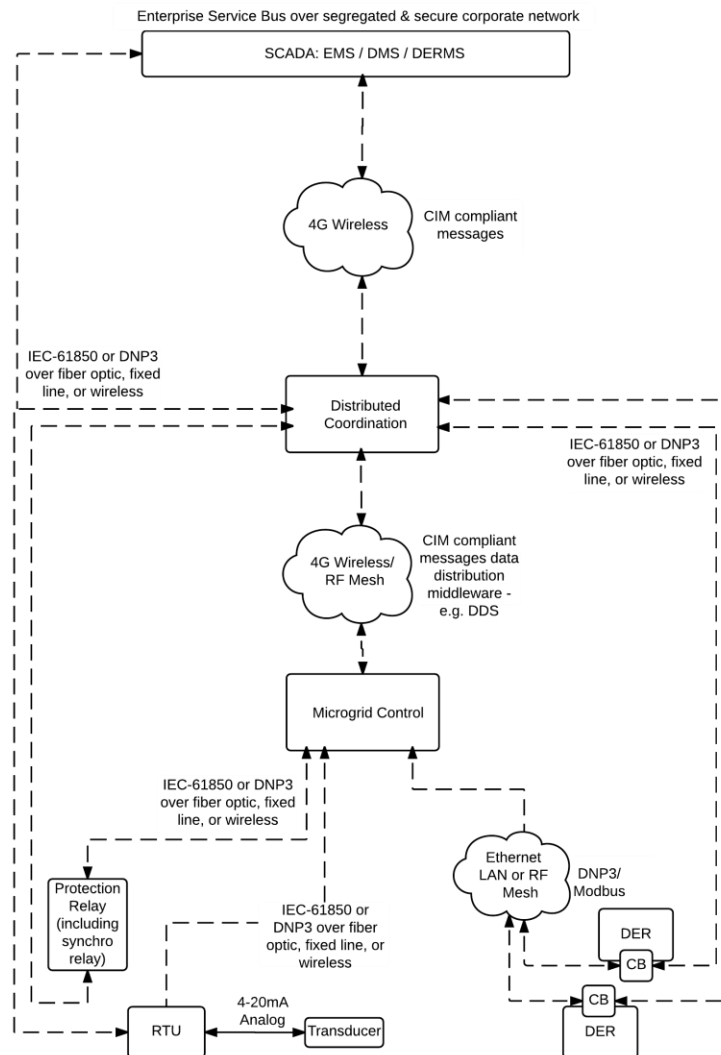 Enterprise Service Bus over segregated & secure corporate network
SCADA: EMS / DMS / DERMS
4G Wireless
CIM compliant
messages
IEC-61850 or DNP3
over fiber optic, fixed
line, or wireless
Distributed
Coordination
IEC-61850 or DNP3
over fiber optic, fixed
line, or wireless
4G Wireless/
RF Mesh
CIM compliant
messages data
distribution
middleware -
e.g. DDS
Microgrid Control
IEC-61850 or DNP3
over fiber optic, fixed
line, or wireless
Ethernet
LAN or RF
Mesh
DNP3/
Modbus
Protection
Relay
(including
synchro
relay)
IEC-61850 or
DNP3 over fiber
optic, fixed line, or
wireless
DER
CB
4-20mA
Analog
RTU
Transducer
CB
DER